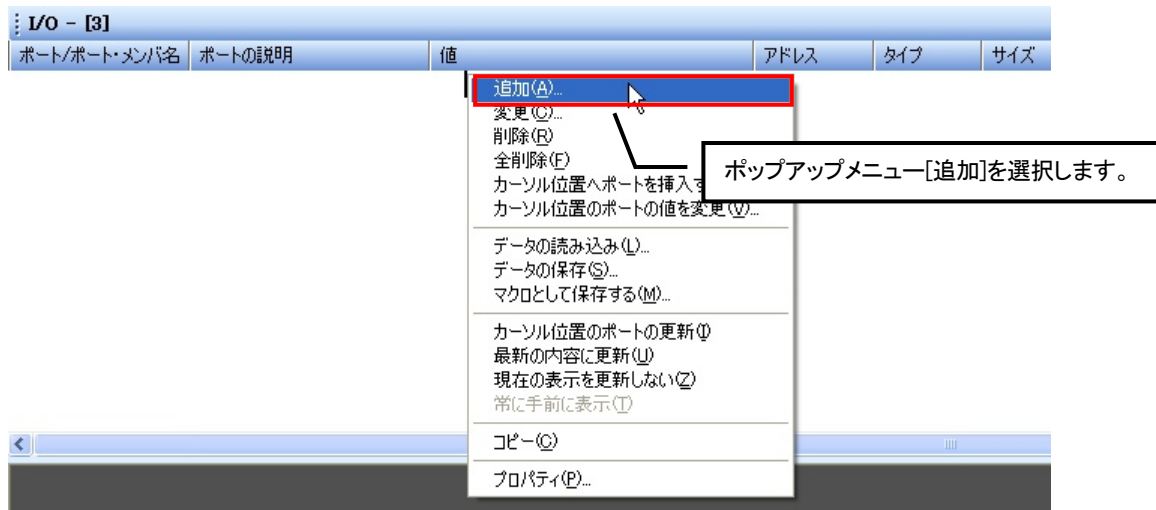 I/O - [3]
ポート/ポート・メンバ名 ポートの説明 値 アドレス タイプ サイズ
追加(A)...
変更(C)...
削除(R)
全削除(F)
ポップアップメニュー[追加]を選択します。
カーソル位置へポートを挿入す
カーソル位置のポートの値を変更(V)...
データの読み込み(L)...
データの保存(S)...
マクロとして保存する(M)...
カーソル位置のポートの更新(I)
最新の内容に更新(U)
現在の表示を更新しない(Z)
常に手前に表示(T)
コピー(C)
プロパティ(P)...